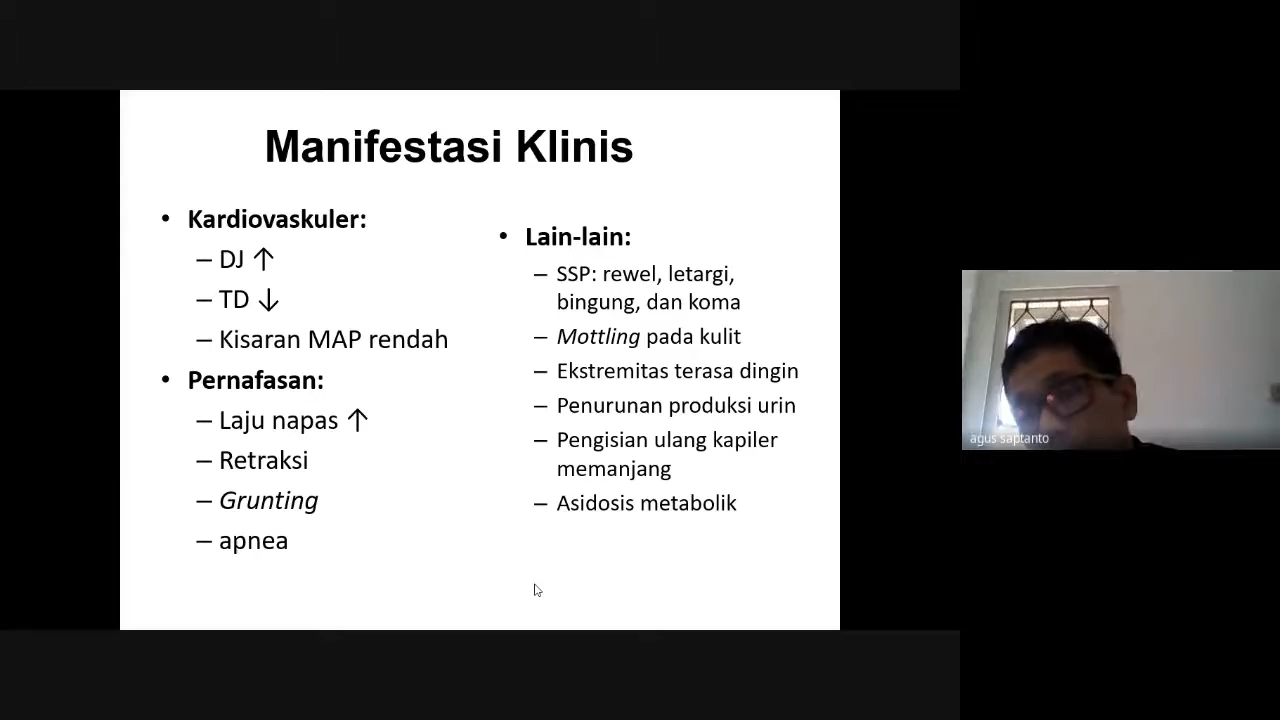 Manifestasi Klinis
• Kardiovaskuler:
– DJ ↑
– TD ↓
– Kisaran MAP rendah
• Pernafasan:
– Laju napas ↑
– Retraksi
– Grunting
– apnea
• Lain-lain:
– SSP: rewel, letargi,
bingung, dan koma
– Mottling pada kulit
– Ekstremitas terasa dingin
– Penurunan produksi urin
– Pengisian ulang kapiler
memanjang
– Asidosis metabolik
agus saptanto